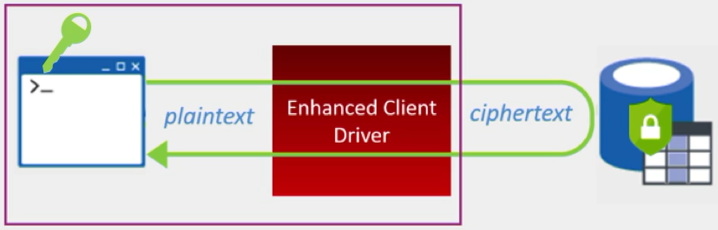 >_
plaintext
Enhanced Client
Driver
ciphertext